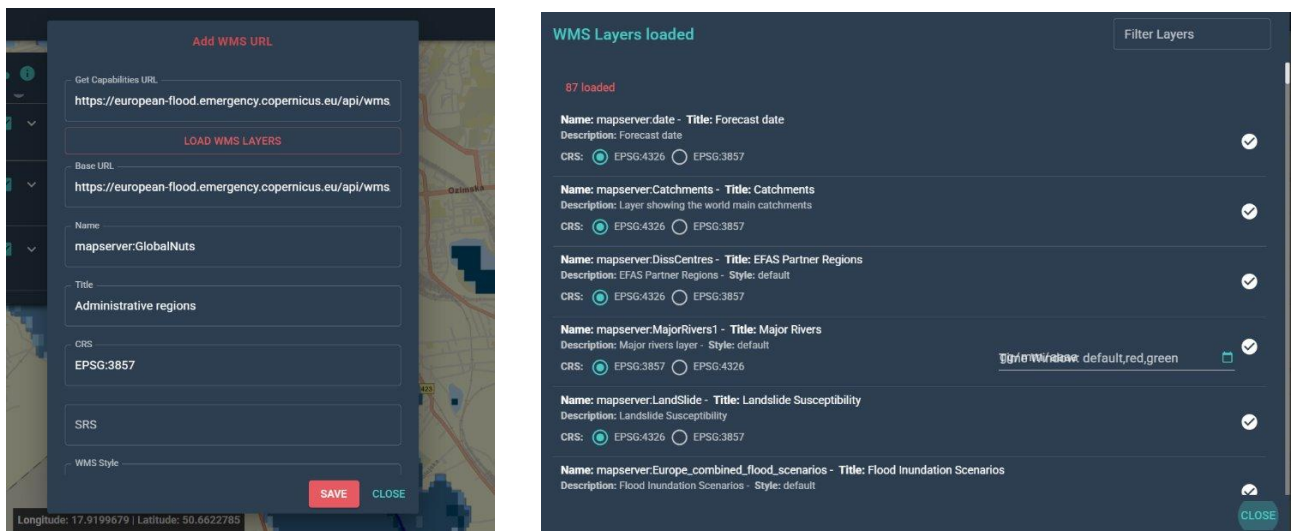 Add WMS URL
Get Capabilities URL
https://european-flood.emergency.copernicus.eu/api/wms
LOAD WMS LAYERS
Base URL
https://european-flood.emergency.copernicus.eu/api/wms
Name
mapserver:GlobalNuts
Title
Administrative regions
CRS
EPSG:3857
SRS
WMS Style
SAVE CLOSE
Ozimska
423
Longitude: 17.9199679 | Latitude: 50.6622785
WMS Layers loaded
Filter Layers
87 loaded
Name: mapserver:date - Title: Forecast date
Description: Forecast date
CRS: EPSG:4326 EPSG:3857
Name: mapserver:Catchments - Title: Catchments
Description: Layer showing the world main catchments
CRS: EPSG:4326 EPSG:3857
Name: mapserver:DissCentres - Title: EFAS Partner Regions
Description: EFAS Partner Regions - Style: default
CRS: EPSG:4326 EPSG:3857
Name: mapserver:MajorRivers1 - Title: Major Rivers
Description: Major rivers layer - Style: default
CRS: EPSG:3857 EPSG:4326
Window: default,red,green
Name: mapserver:LandSlide - Title: Landslide Susceptibility
Description: Landslide Susceptibility
CRS: EPSG:4326 EPSG:3857
Name: mapserver:Europe_combined_flood_scenarios - Title: Flood Inundation Scenarios
Description: Flood Inundation Scenarios - Style: default
CLOSE